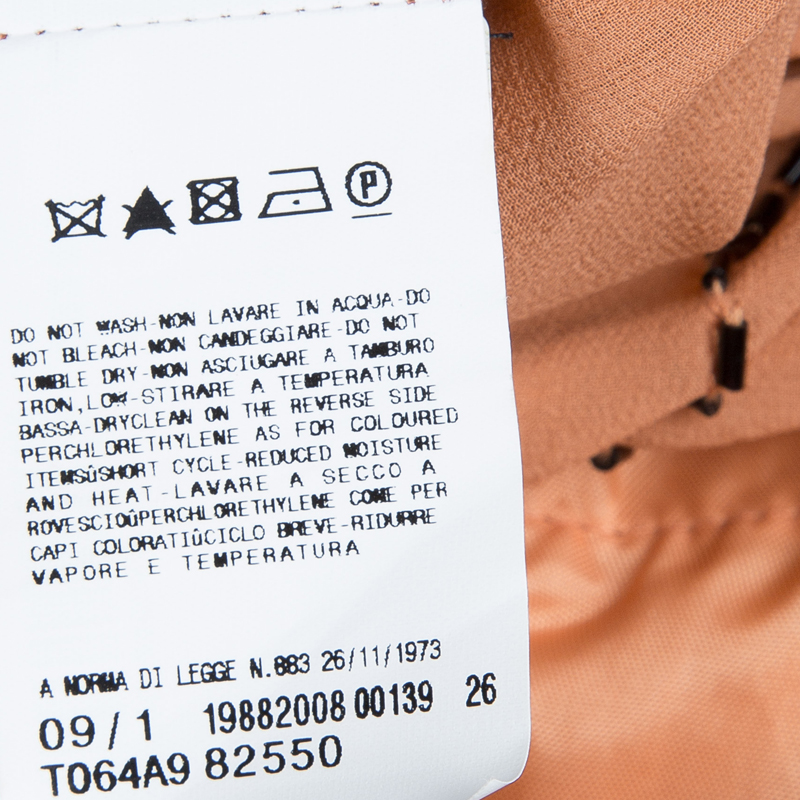 P
DO NOT WASH-NON LAVARE IN ACQUA-DO
NOT BLEACH-NON CANDEGGIARE-DO NOT
TUMBLE DRY-NON ASCIUGARE A TAMBURO
IRON,LOW-STIRARE A TEMPERATURA
BASSA-DRYCLEAN ON THE REVERSE SIDE
PERCHLORETHYLENE AS FOR COLOURED
ITEMSûSHORT CYCLE-REDUCED MOISTURE
AND HEAT-LAVARE A SECCO A
ROVESCIOûPERCHLORETHYLENE COME PER
CAPI COLORATIûCICLO BREVE-RIDURRE
VAPORE E TEMPERATURA
A NORMA DI LEGGE N.883 26/11/1973
09/1 19882008 00139 26
T064A9 82550